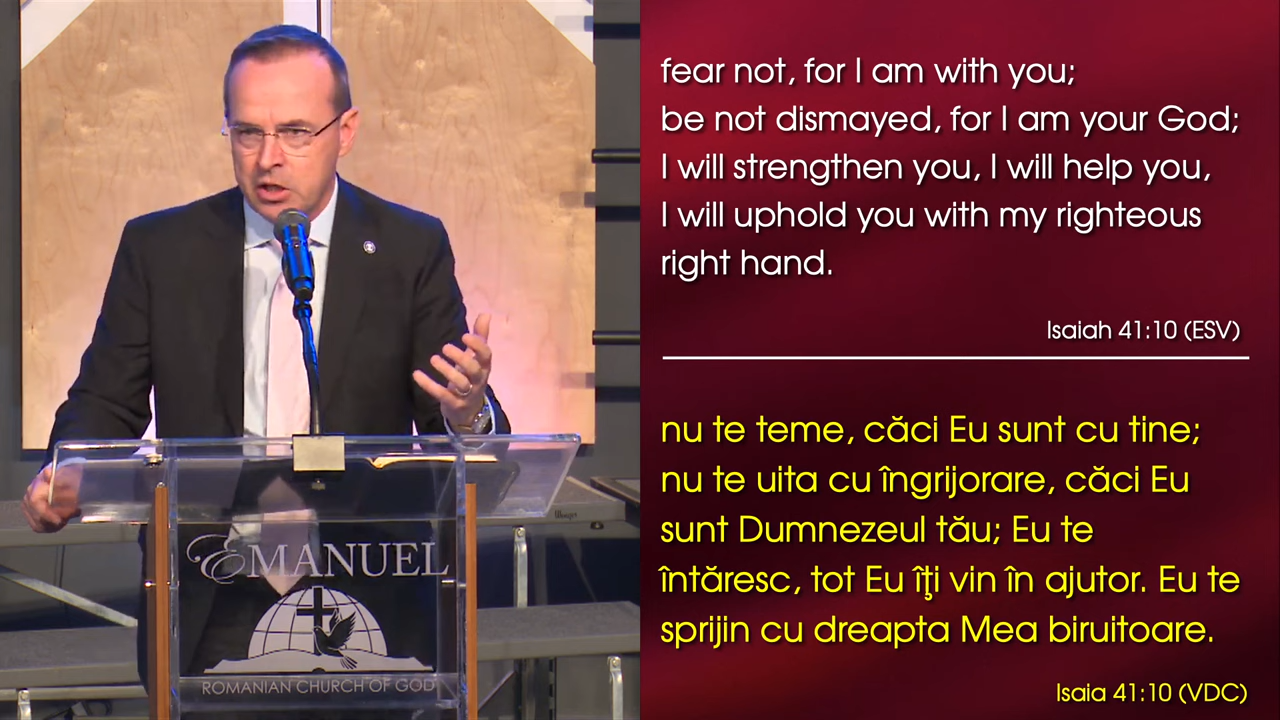 fear not, for I am with you;
be not dismayed, for I am your God;
I will strengthen you, I will help you,
I will uphold you with my righteous
right hand.
Isaiah 41:10 (ESV)
nu te teme, căci Eu sunt cu tine;
nu te uita cu îngrijorare, căci Eu
sunt Dumnezeul tău; Eu te
întăresc, tot Eu îţi vin în ajutor. Eu te
sprijin cu dreapta Mea biruitoare.
Isaia 41:10 (VDC)
EMANUEL
ROMANIAN CHURCH OF GOD